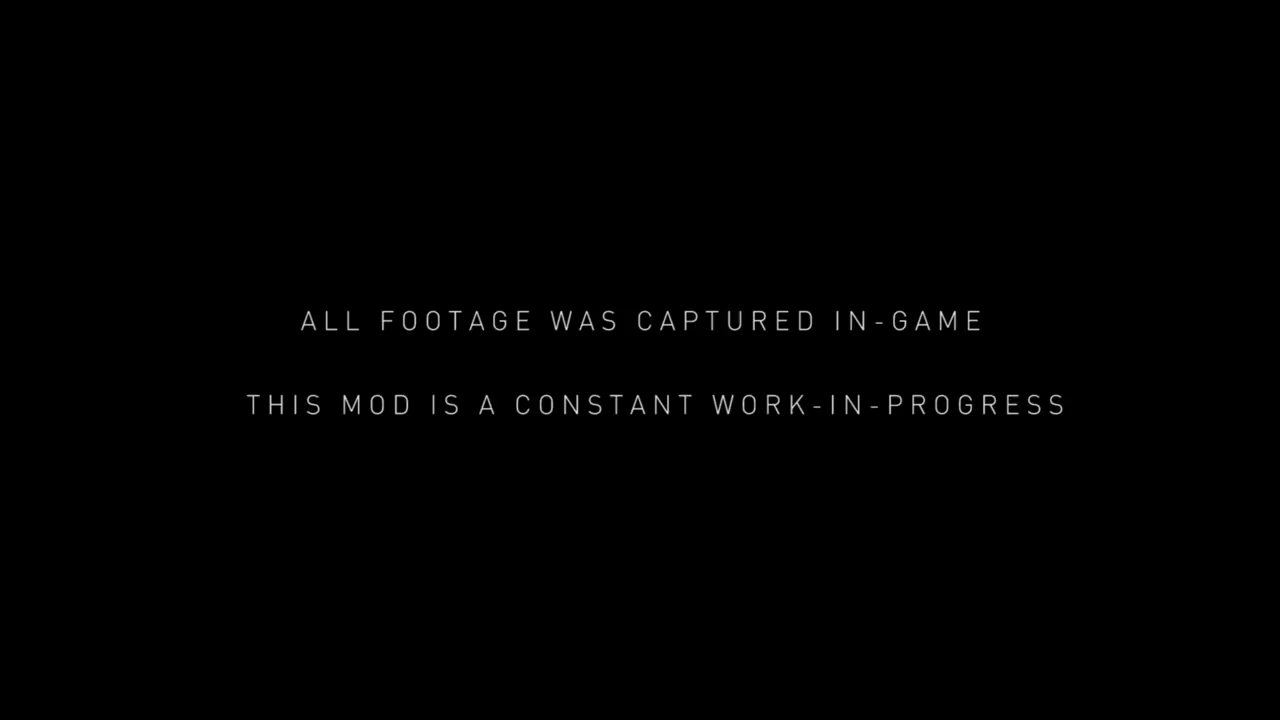 ALL FOOTAGE WAS CAPTURED IN-GAME
THIS MOD IS A CONSTANT WORK-IN-PROGRESS